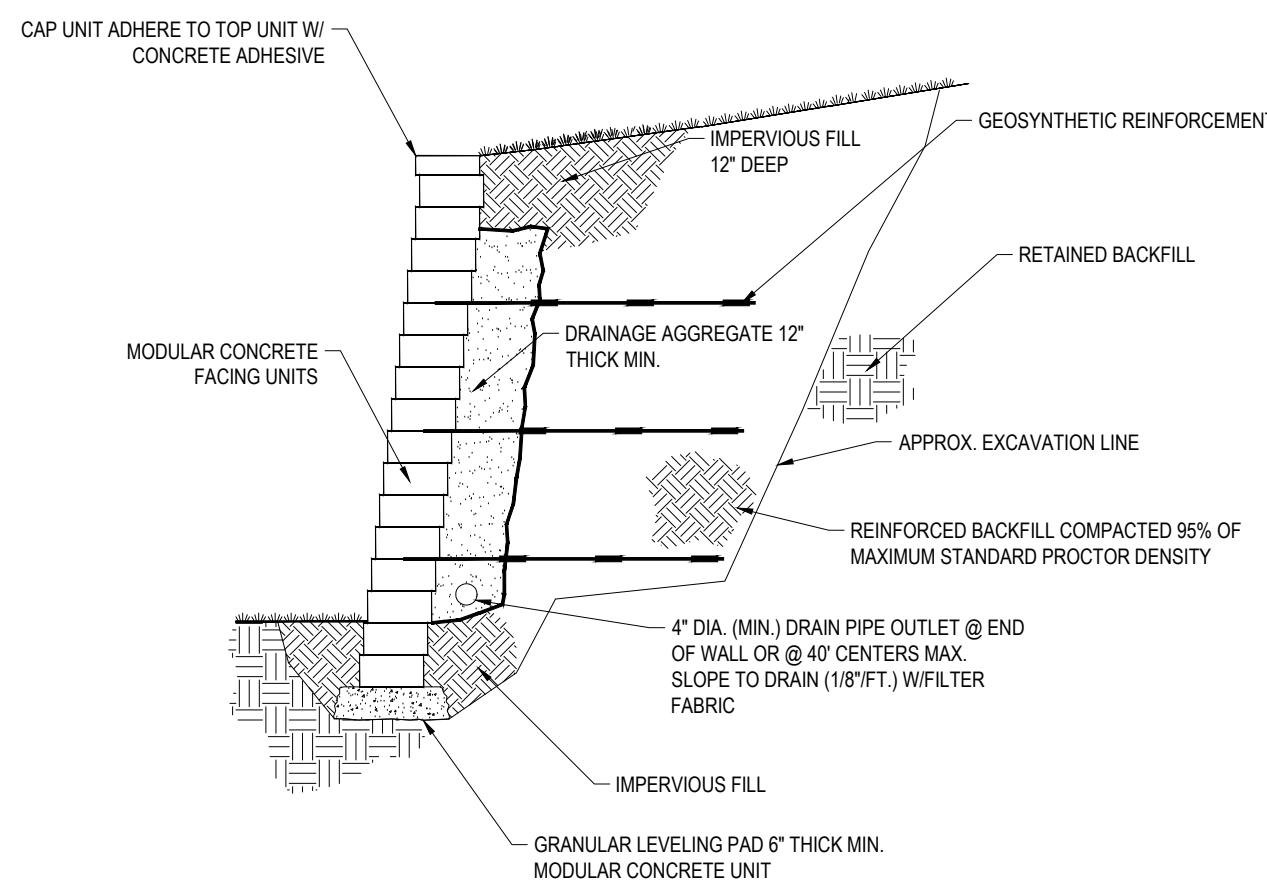 CAP UNIT ADHERE TO TOP UNIT W/
CONCRETE ADHESIVE
GEOSYNTHETIC REINFORCEMENT
IMPERVIOUS FILL
12" DEEP
RETAINED BACKFILL
DRAINAGE AGGREGATE 12"
THICK MIN.
MODULAR CONCRETE
FACING UNITS
APPROX. EXCAVATION LINE
REINFORCED BACKFILL COMPACTED 95% OF
MAXIMUM STANDARD PROCTOR DENSITY
4" DIA. (MIN.) DRAIN PIPE OUTLET @ END
OF WALL OR @ 40' CENTERS MAX.
SLOPE TO DRAIN (1/8"/FT.) W/FILTER
FABRIC
IMPERVIOUS FILL
GRANULAR LEVELING PAD 6" THICK MIN.
MODULAR CONCRETE UNIT